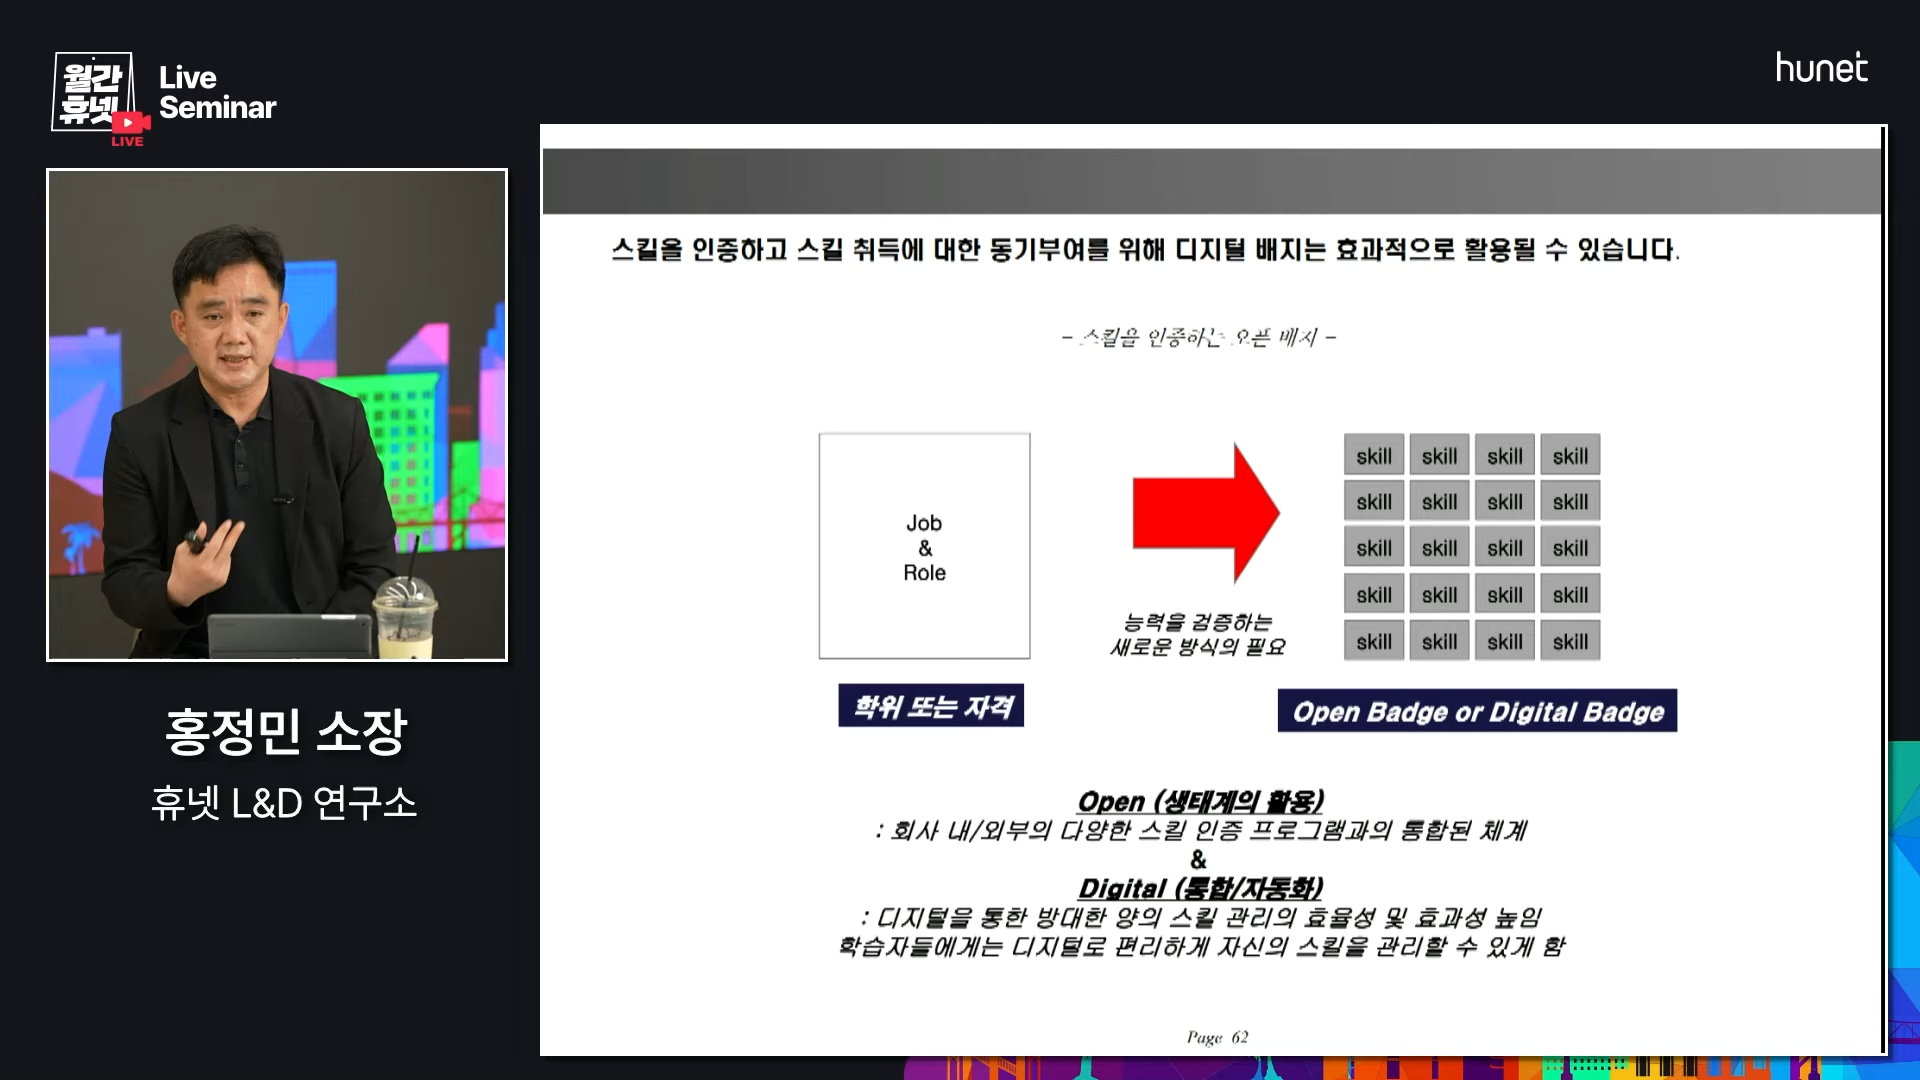 월간
휴넷
LIVE
Live
Seminar
hunet
홍정민 소장
휴넷 L&D 연구소
스킬을 인증하고 스킬 취득에 대한 동기부여를 위해 디지털 배지는 효과적으로 활용될 수 있습니다.
- 스킬을 인증하는 오픈 배지 -
Job
&
Role
능력을 검증하는
새로운 방식의 필요
skill skill skill skill
skill skill skill skill
skill skill skill skill
skill skill skill skill
skill skill skill skill
학위 또는 자격
Open Badge or Digital Badge
Open (생태계의 활용)
: 회사 내/외부의 다양한 스킬 인증 프로그램과의 통합된 체계
&
Digital (통합/자동화)
: 디지털을 통한 방대한 양의 스킬 관리의 효율성 및 효과성 높임
학습자들에게는 디지털로 편리하게 자신의 스킬을 관리할 수 있게 함
Page 62